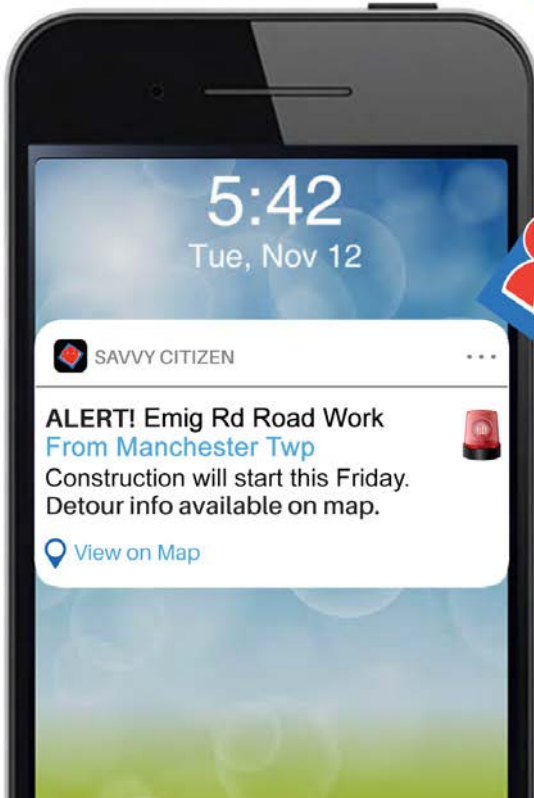 5:42
Tue, Nov 12
SAVVY CITIZEN
ALERT! Emig Rd Road Work
From Manchester Twp
Construction will start this Friday.
Detour info available on map.
View on Map